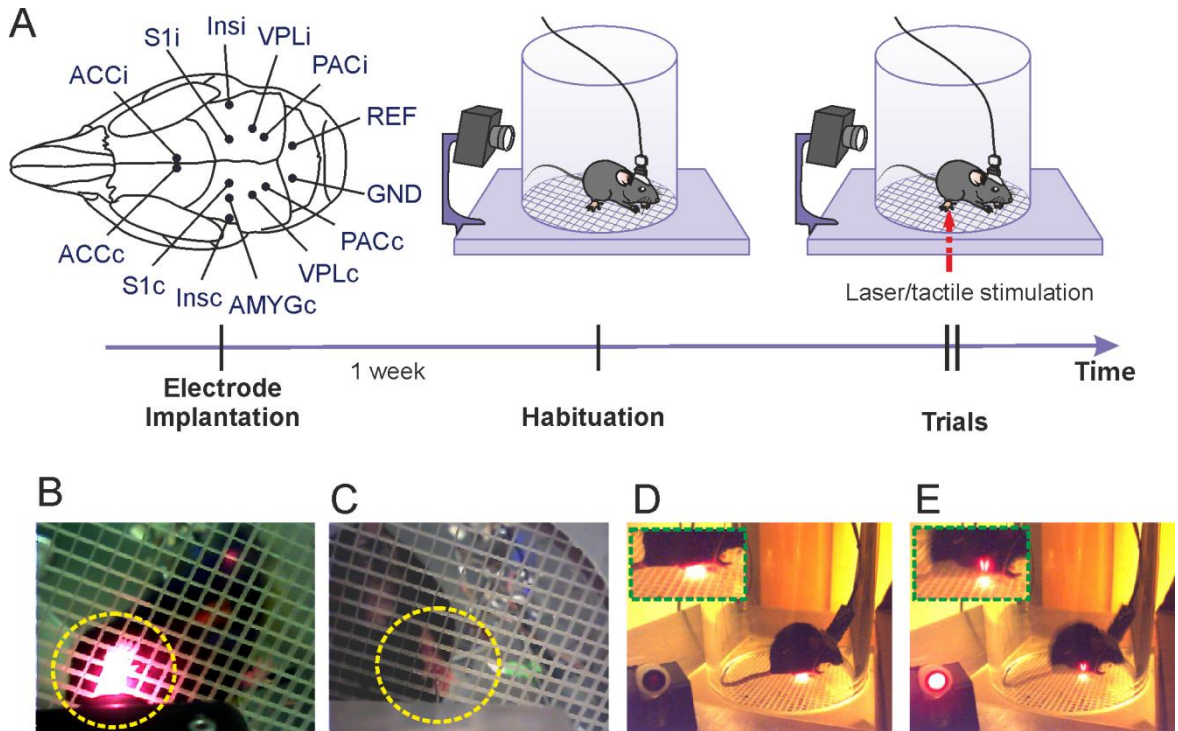 A
ACCi
S1i
Insi
VPLi
PACi
REF
GND
PACc
VPLc
AMYGc
Insc
S1c
ACCc
Laser/tactile stimulation
1 week
Time
Electrode
Implantation
Habituation
Trials
B
C
D
E